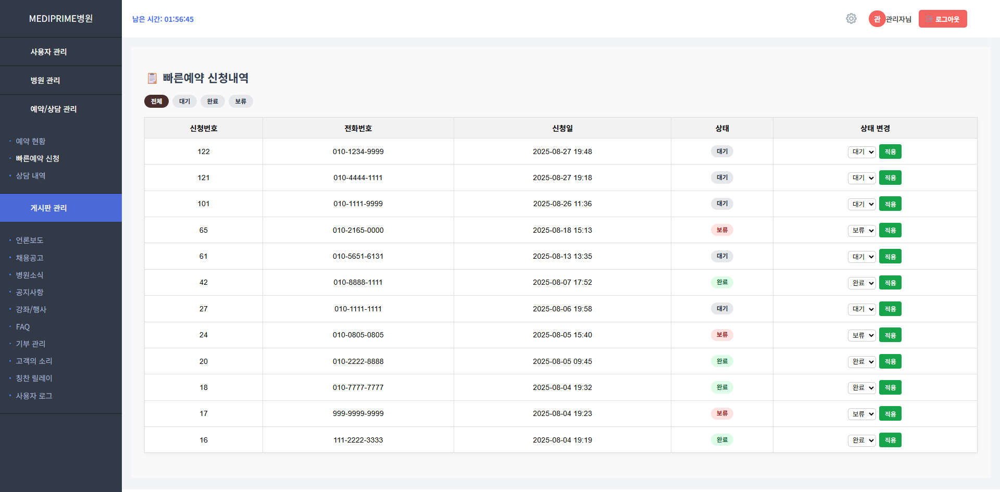 MEDIPRIME병원
사용자 관리
병원 관리
예약/상담 관리
예약 현황
빠른예약 신청
상담 내역
게시판 관리
언론보도
채용공고
병원소식
공지사항
강좌/행사
FAQ
기부 관리
고객의 소리
칭찬 릴레이
사용자 로그
남은 시간: 01:56:45
관 관리자님 로그아웃
빠른예약 신청내역
전체 대기 완료 보류
신청번호 전화번호 신청일 상태 상태 변경
122 010-1234-9999 2025-08-27 19:48 대기 대기 적용
121 010-4444-1111 2025-08-27 19:18 대기 대기 적용
101 010-1111-9999 2025-08-26 11:36 대기 대기 적용
65 010-2165-0000 2025-08-18 15:13 보류 보류 적용
61 010-5651-6131 2025-08-13 13:35 대기 대기 적용
42 010-8888-1111 2025-08-07 17:52 완료 완료 적용
27 010-1111-1111 2025-08-06 19:58 대기 대기 적용
24 010-0805-0805 2025-08-05 15:40 보류 보류 적용
20 010-2222-8888 2025-08-05 09:45 완료 완료 적용
18 010-7777-7777 2025-08-04 19:32 완료 완료 적용
17 999-9999-9999 2025-08-04 19:23 보류 보류 적용
16 111-2222-3333 2025-08-04 19:19 완료 완료 적용